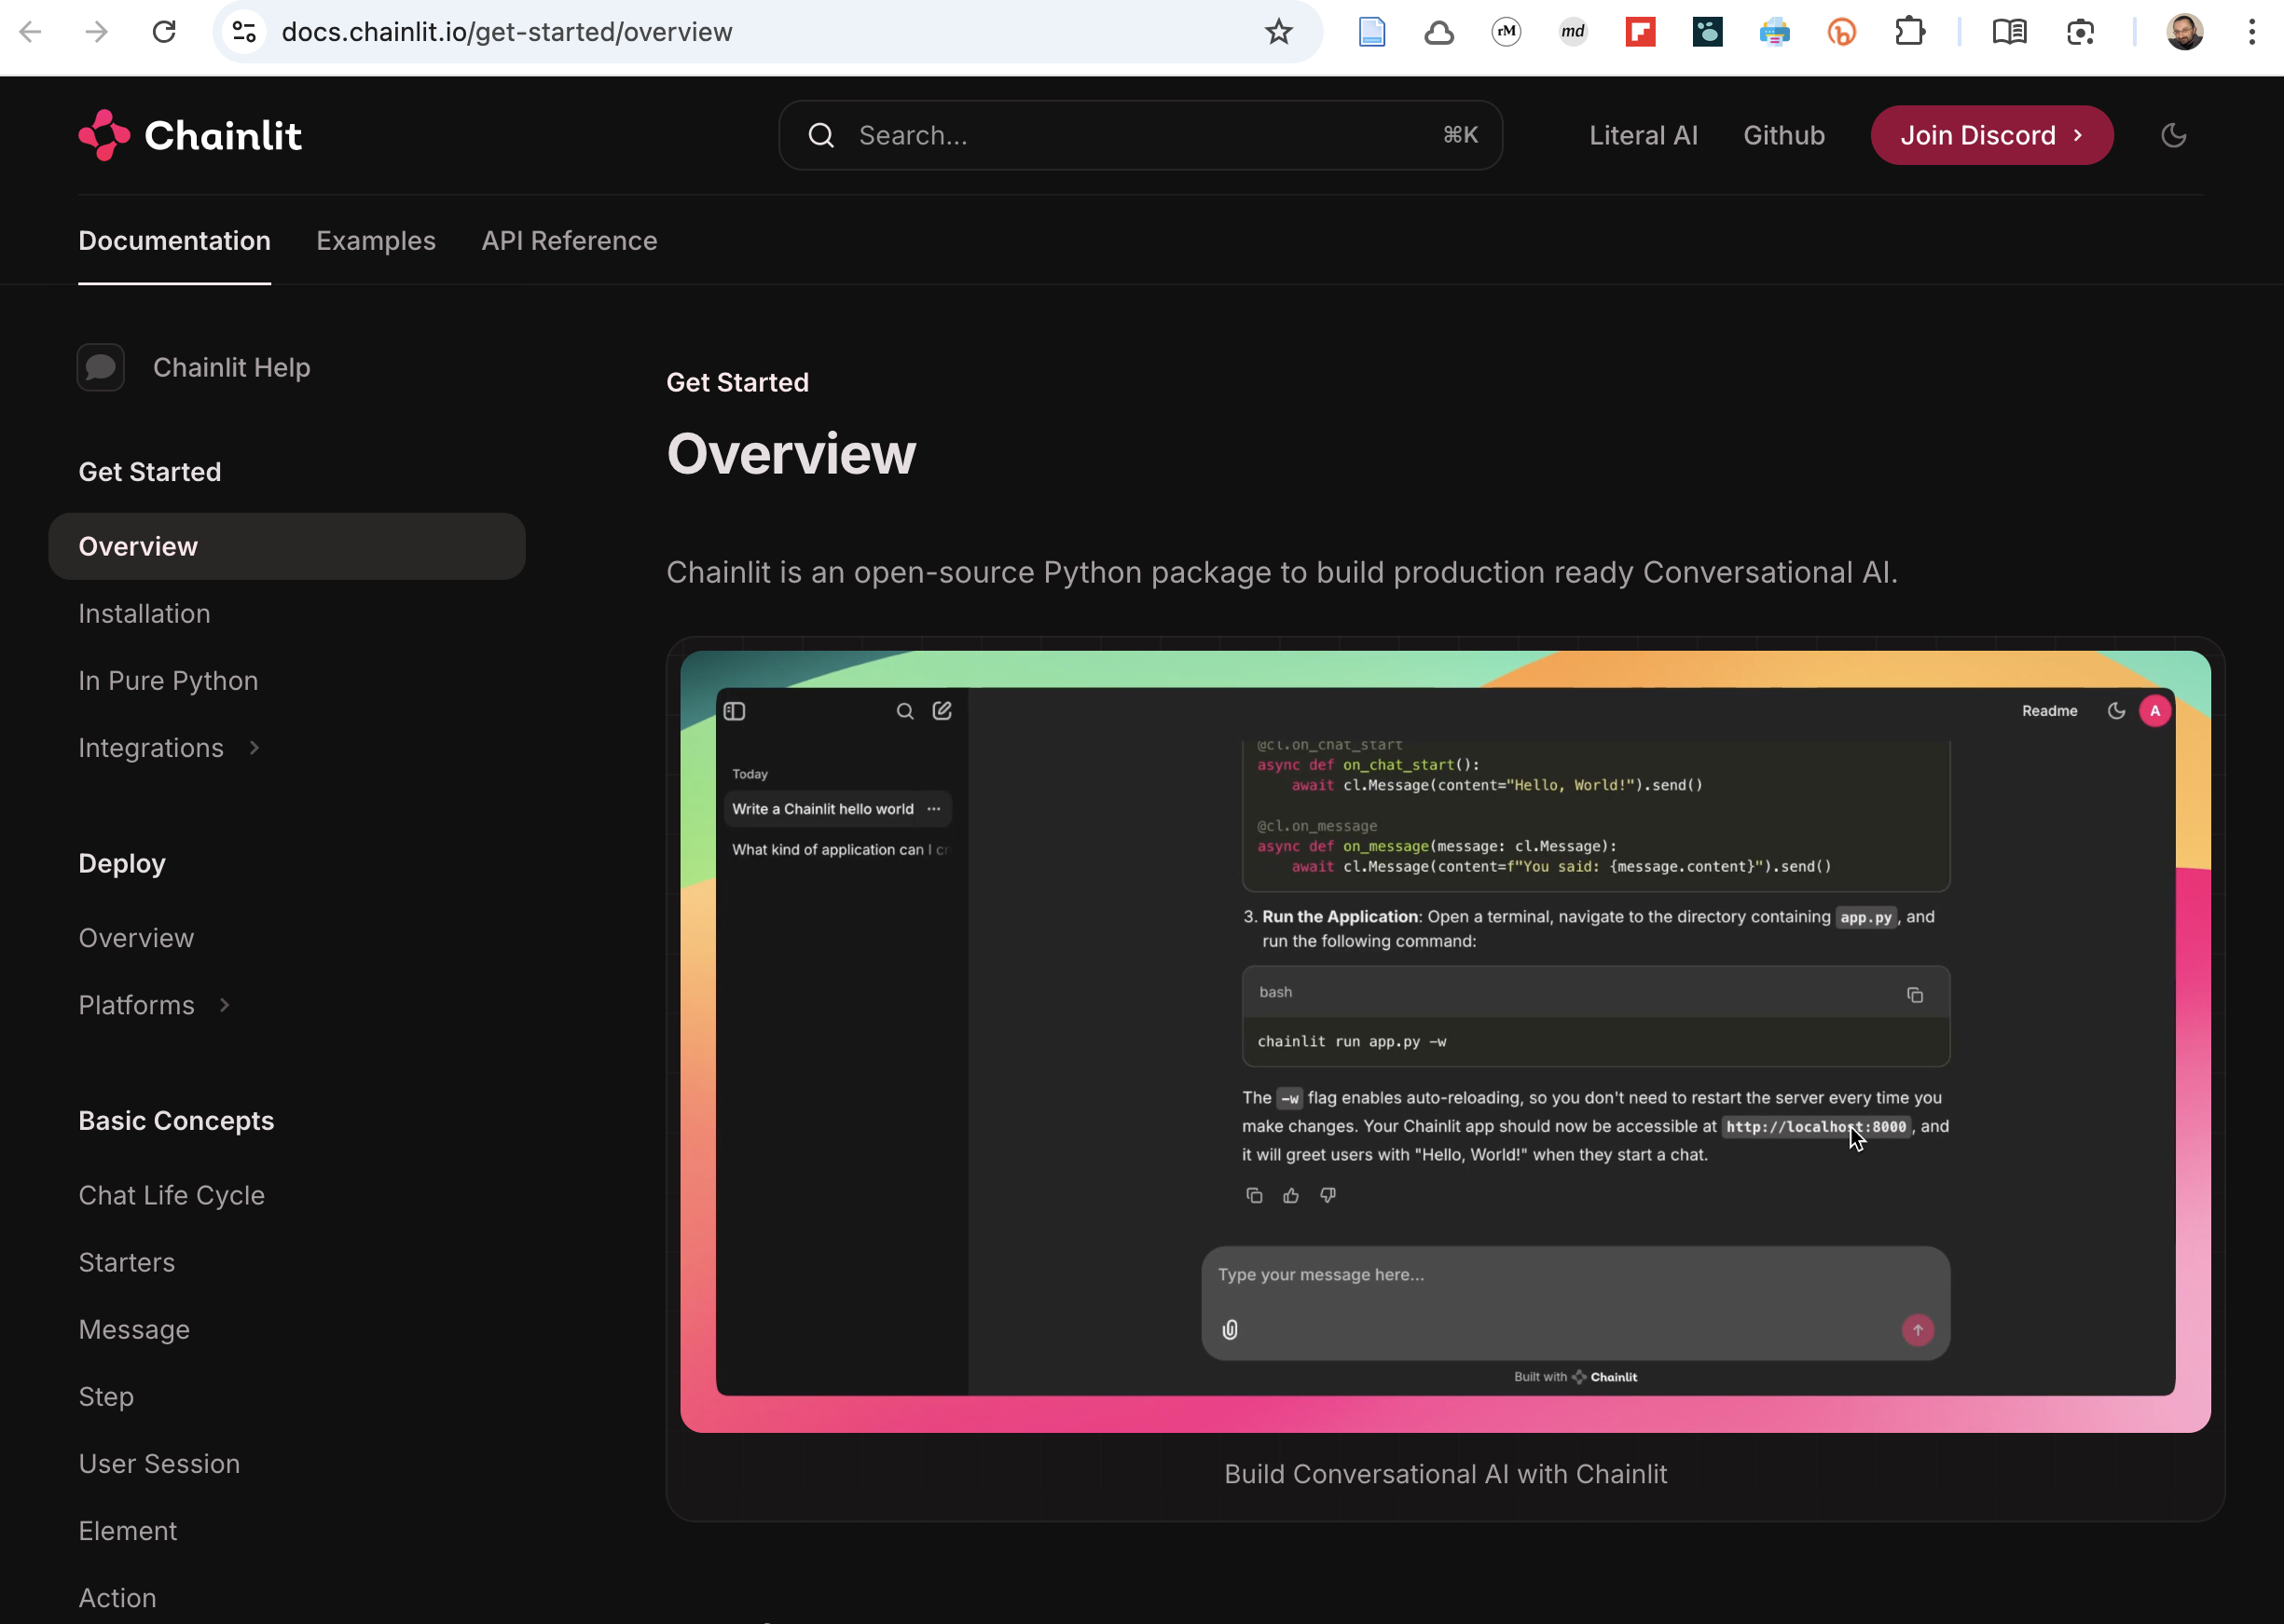 docs.chainlit.io/get-started/overview
rM
md
Chainlit
Search...
⌘K
Literal AI
Github
Join Discord
Documentation
Examples
API Reference
Chainlit Help
Get Started
Overview
Installation
In Pure Python
Integrations
Deploy
Overview
Platforms
Basic Concepts
Chat Life Cycle
Starters
Message
Step
User Session
Element
Action
Get Started
Overview
Chainlit is an open-source Python package to build production ready Conversational AI.
Today
Write a Chainlit hello world
What kind of application can I cr
Readme
A
@cl.on_chat_start
async def on_chat_start():
    await cl.Message(content="Hello, World!").send()
@cl.on_message
async def on_message(message: cl.Message):
    await cl.Message(content=f"You said: {message.content}").send()
3. Run the Application: Open a terminal, navigate to the directory containing app.py, and
run the following command:
bash
chainlit run app.py -w
The -w flag enables auto-reloading, so you don't need to restart the server every time you
make changes. Your Chainlit app should now be accessible at http://localhost:8000, and
it will greet users with "Hello, World!" when they start a chat.
Type your message here...
Built with Chainlit
Build Conversational AI with Chainlit